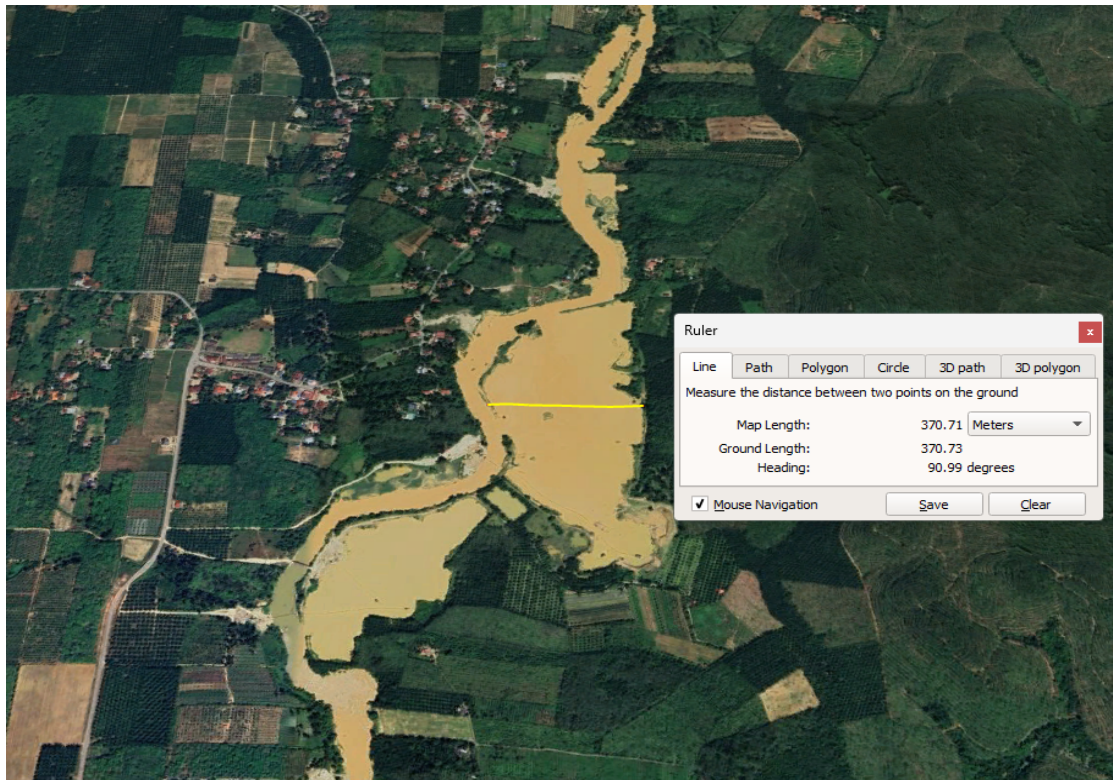 Ruler
x
Line Path Polygon Circle 3D path 3D polygon
Measure the distance between two points on the ground
Map Length: 370.71 Meters
Ground Length: 370.73
Heading: 90.99 degrees
Mouse Navigation Save Clear